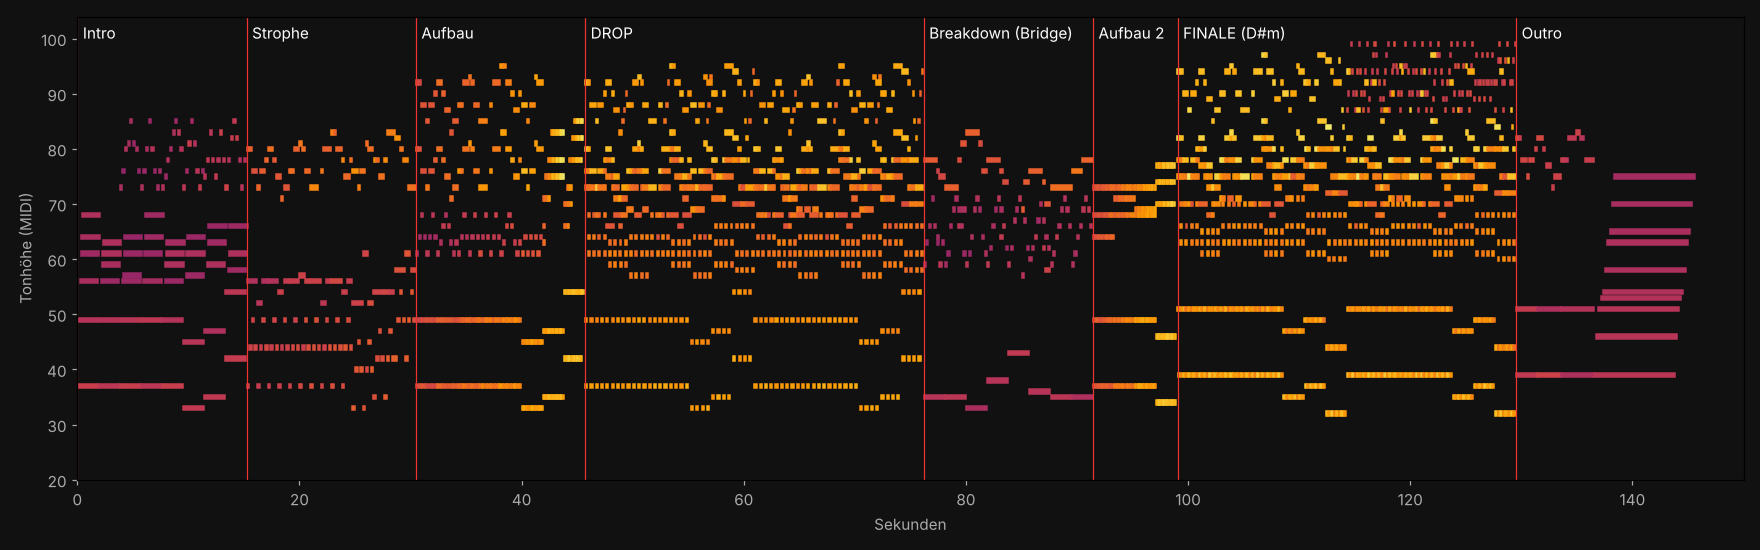 Intro
Strophe
Aufbau
DROP
Breakdown (Bridge)
Aufbau 2
FINALE (D#m)
Outro
100
90
80
70
60
50
40
30
20
Tonhöhe (MIDI)
0
20
40
60
80
100
120
140
Sekunden